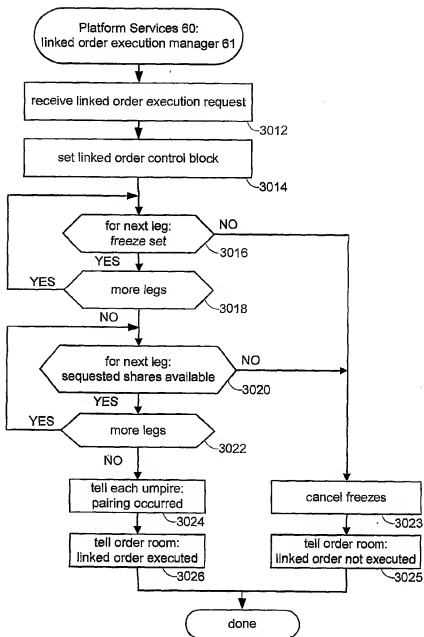 Platform Services 60:
linked order execution manager 61
receive linked order execution request
3012
set linked order control block
3014
for next leg:
freeze set
NO
3016
YES
more legs
YES
3018
NO
for next leg:
sequested shares available
NO
3020
YES
more legs
YES
3022
NO
tell each umpire:
pairing occurred
3024
cancel freezes
3023
tell order room:
linked order executed
3026
tell order room:
linked order not executed
3025
done